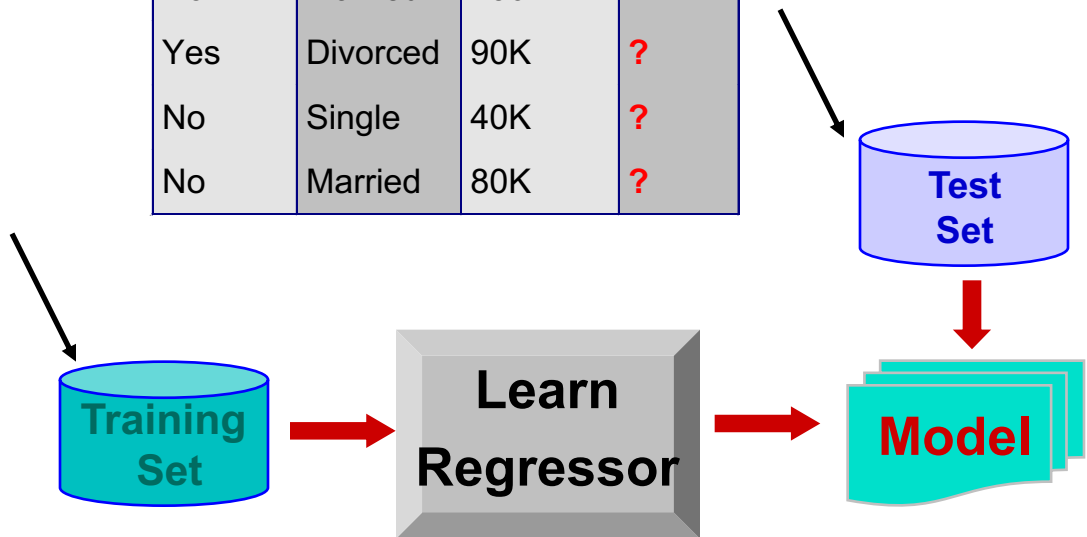 Yes Divorced 90K ?
No Single 40K ?
No Married 80K ?
Test
Set
Training
Set
Learn
Regressor
Model